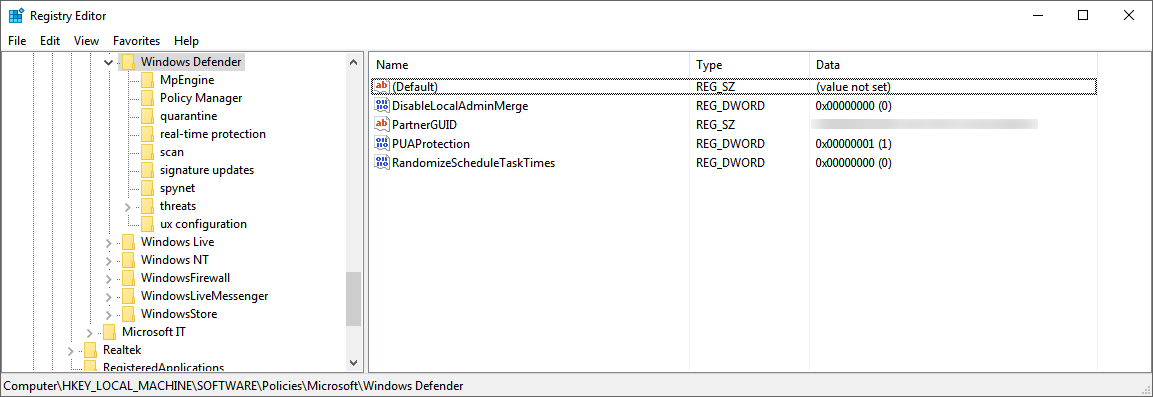 Registry Editor
File Edit View Favorites Help
Windows Defender
MpEngine
Policy Manager
quarantine
real-time protection
scan
signature updates
spynet
threats
ux configuration
Windows Live
Windows NT
WindowsFirewall
WindowsLiveMessenger
WindowsStore
Microsoft IT
Realtek
RegisteredApplications
Name Type Data
(Default) REG_SZ (value not set)
DisableLocalAdminMerge REG_DWORD 0x00000000 (0)
PartnerGUID REG_SZ
PUAProtection REG_DWORD 0x00000001 (1)
RandomizeScheduleTaskTimes REG_DWORD 0x00000000 (0)
Computer\HKEY_LOCAL_MACHINE\SOFTWARE\Policies\Microsoft\Windows Defender